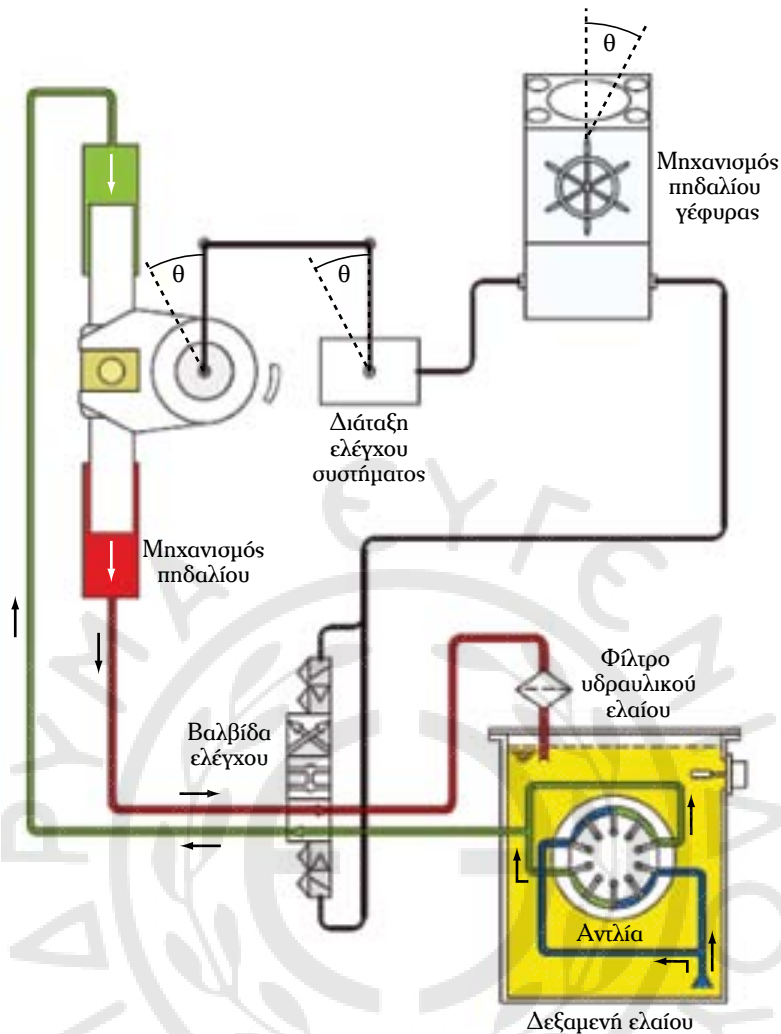 θ
θ
θ
Μηχανισμός
πηδαλίου
γέφυρας
Διάταξη
ελέγχου
συστήματος
Μηχανισμός
πηδαλίου
Φίλτρο
υδραυλικού
ελαίου
Βαλβίδα
ελέγχου
Αντλία
Δεξαμενή ελαίου